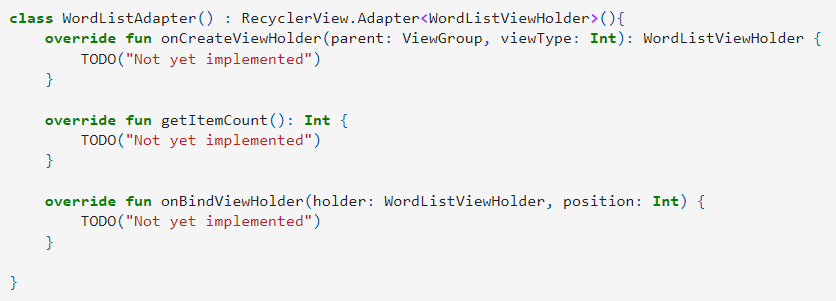 class WordListAdapter() : RecyclerView.Adapter<WordListViewHolder>(){
    override fun onCreateViewHolder(parent: ViewGroup, viewType: Int): WordListViewHolder {
        TODO("Not yet implemented")
    }

    override fun getItemCount(): Int {
        TODO("Not yet implemented")
    }

    override fun onBindViewHolder(holder: WordListViewHolder, position: Int) {
        TODO("Not yet implemented")
    }

}